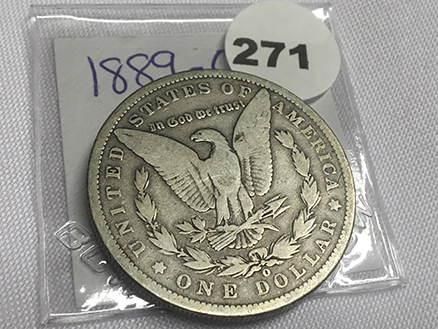 271
1889-
UNITED STATES OF AMERICA
In God we trust
O
ONE DOLLAR